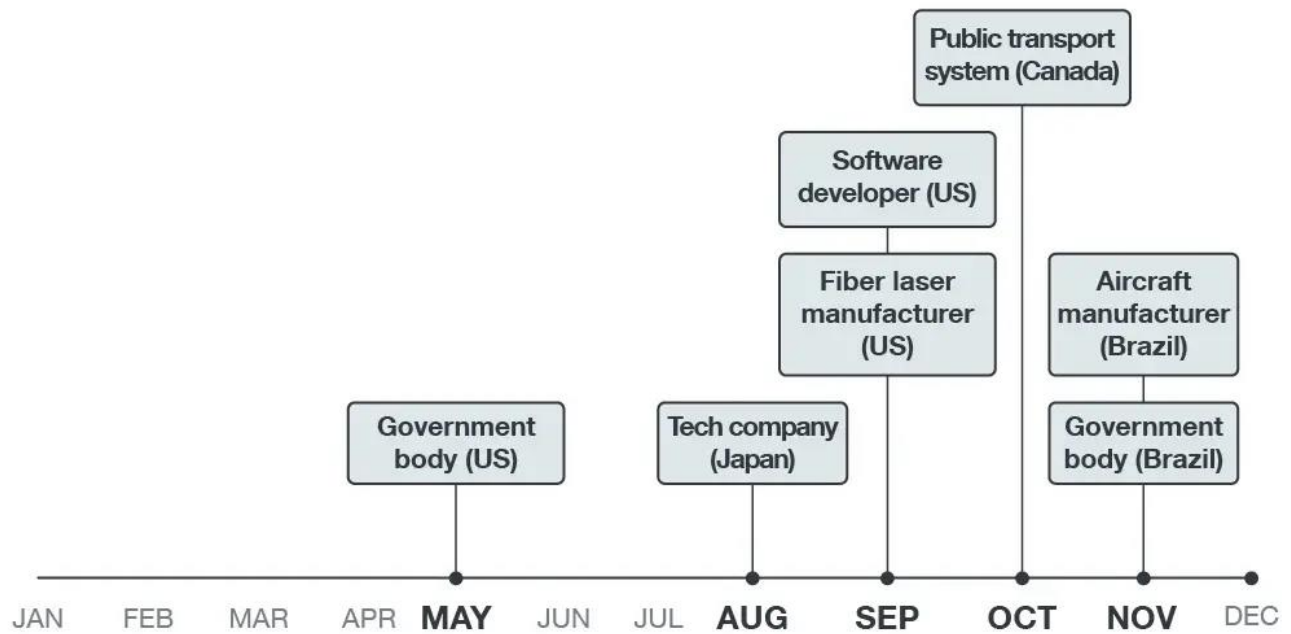 Public transport
system (Canada)
Software
developer (US)
Fiber laser
manufacturer
(US)
Aircraft
manufacturer
(Brazil)
Government
body (US)
Tech company
(Japan)
Government
body (Brazil)
JAN FEB MAR APR MAY JUN JUL AUG SEP OCT NOV DEC